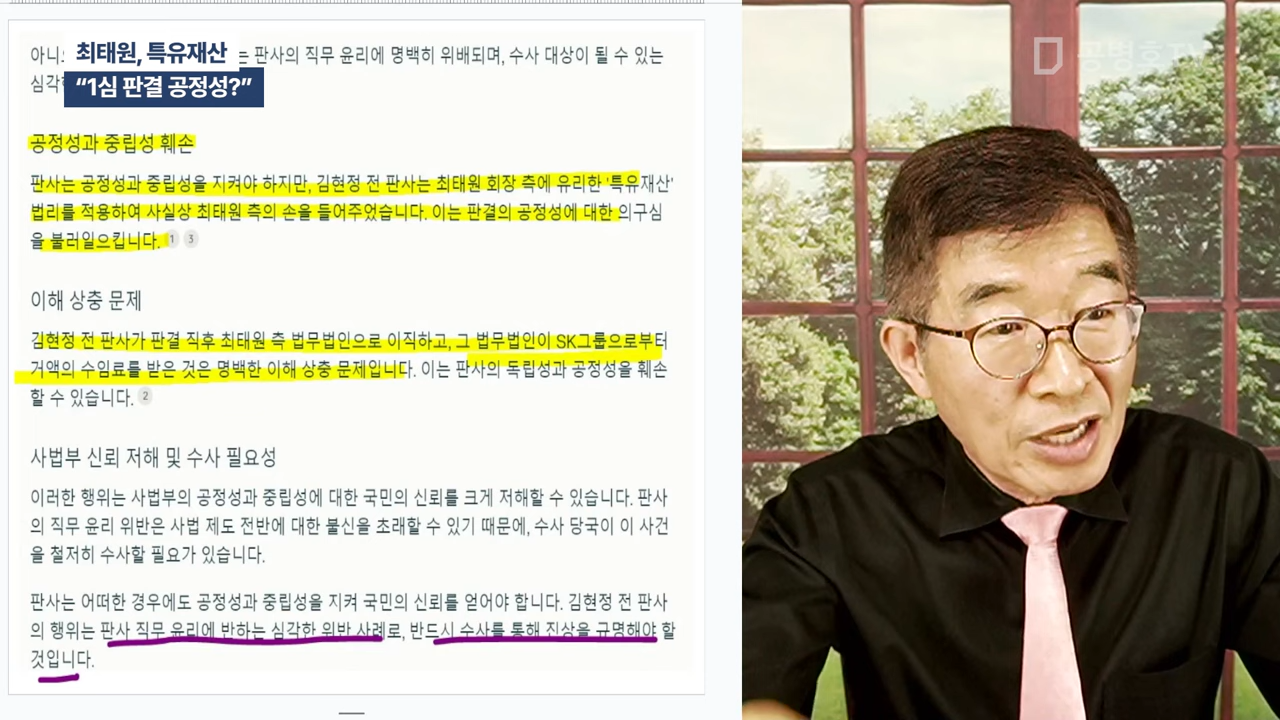 최태원, 특유재산
“1심 판결 공정성?”
공병호TV
아니 는 판사의 직무 윤리에 명백히 위배되며, 수사 대상이 될 수 있는
공정성과 중립성 훼손
판사는 공정성과 중립성을 지켜야 하지만, 김현정 전 판사는 최태원 회장 측에 유리한 '특유재산'
법리를 적용하여 사실상 최태원 측의 손을 들어주었습니다. 이는 판결의 공정성에 대한 의구심
을 불러일으킵니다. 1 3
이해 상충 문제
김현정 전 판사가 판결 직후 최태원 측 법무법인으로 이직하고, 그 법무법인이 SK그룹으로부터
거액의 수임료를 받은 것은 명백한 이해 상충 문제입니다. 이는 판사의 독립성과 공정성을 훼손
할 수 있습니다. 2
사법부 신뢰 저해 및 수사 필요성
이러한 행위는 사법부의 공정성과 중립성에 대한 국민의 신뢰를 크게 저해할 수 있습니다. 판사
의 직무 윤리 위반은 사법 제도 전반에 대한 불신을 초래할 수 있기 때문에, 수사 당국이 이 사건
을 철저히 수사할 필요가 있습니다.
판사는 어떠한 경우에도 공정성과 중립성을 지켜 국민의 신뢰를 얻어야 합니다. 김현정 전 판사
의 행위는 판사 직무 윤리에 반하는 심각한 위반 사례로, 반드시 수사를 통해 진상을 규명해야 할
것입니다.